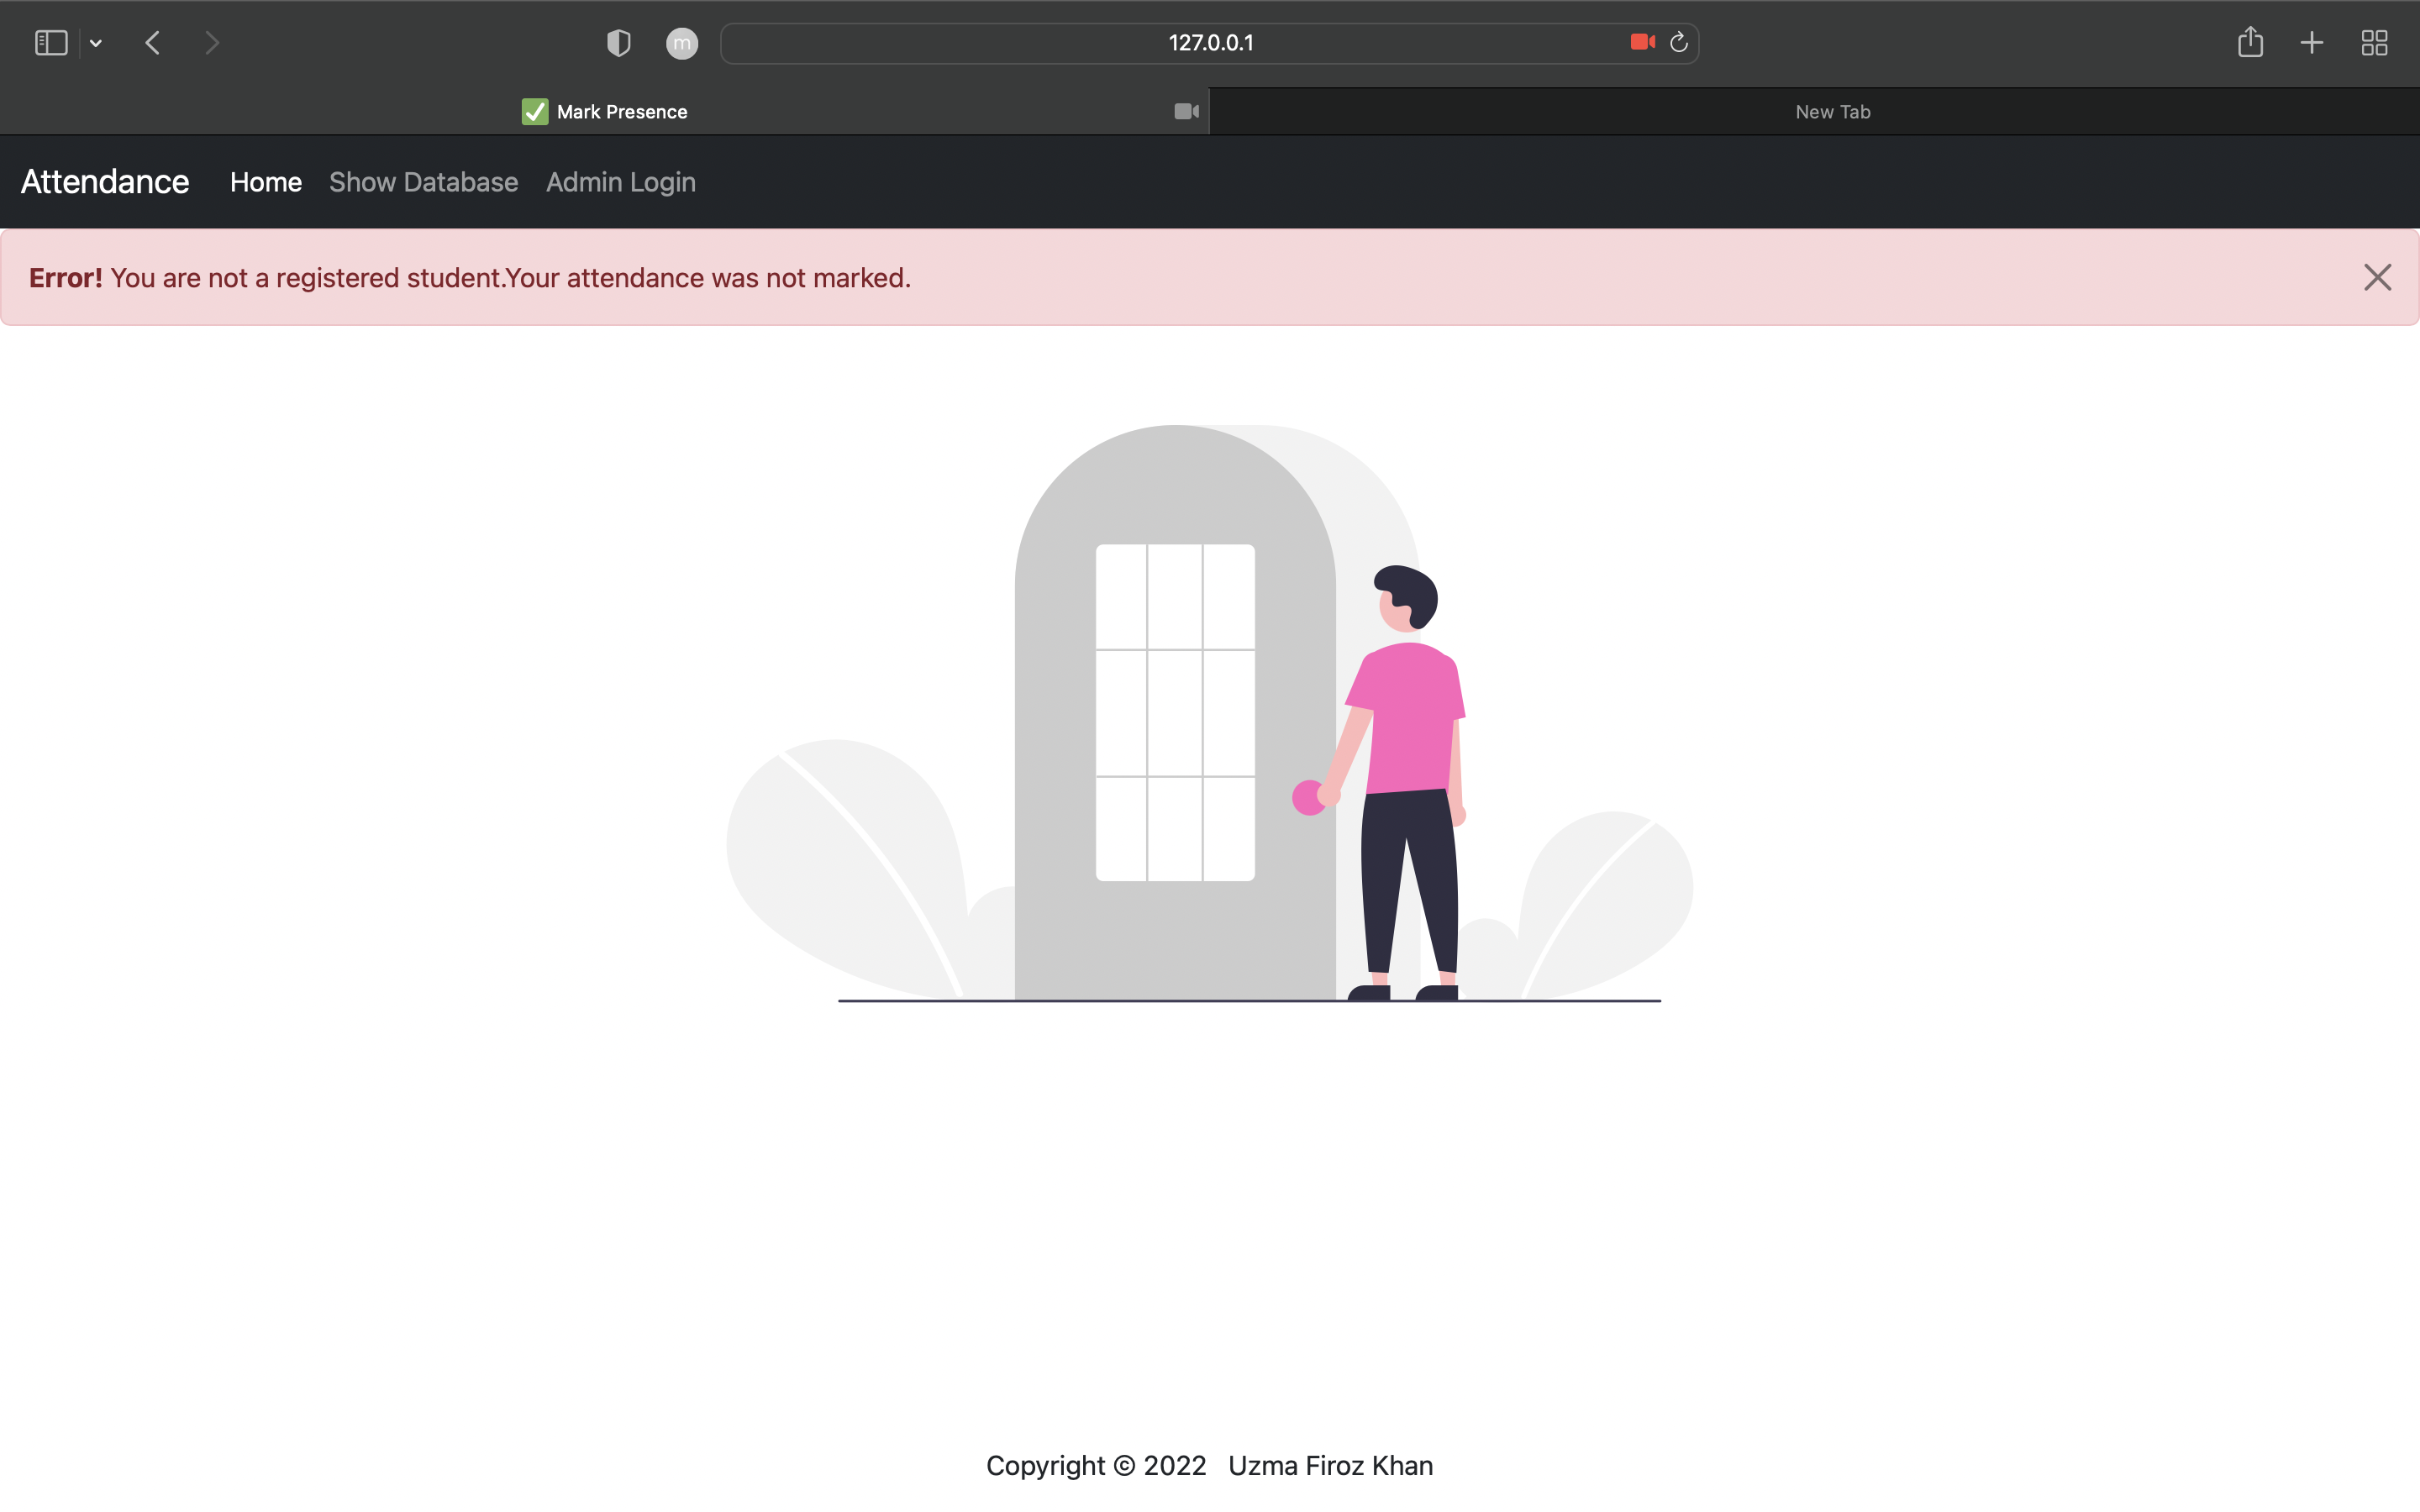 127.0.0.1
m
Mark Presence
New Tab
Attendance Home Show Database Admin Login
Error! You are not a registered student.Your attendance was not marked.
Copyright © 2022 Uzma Firoz Khan